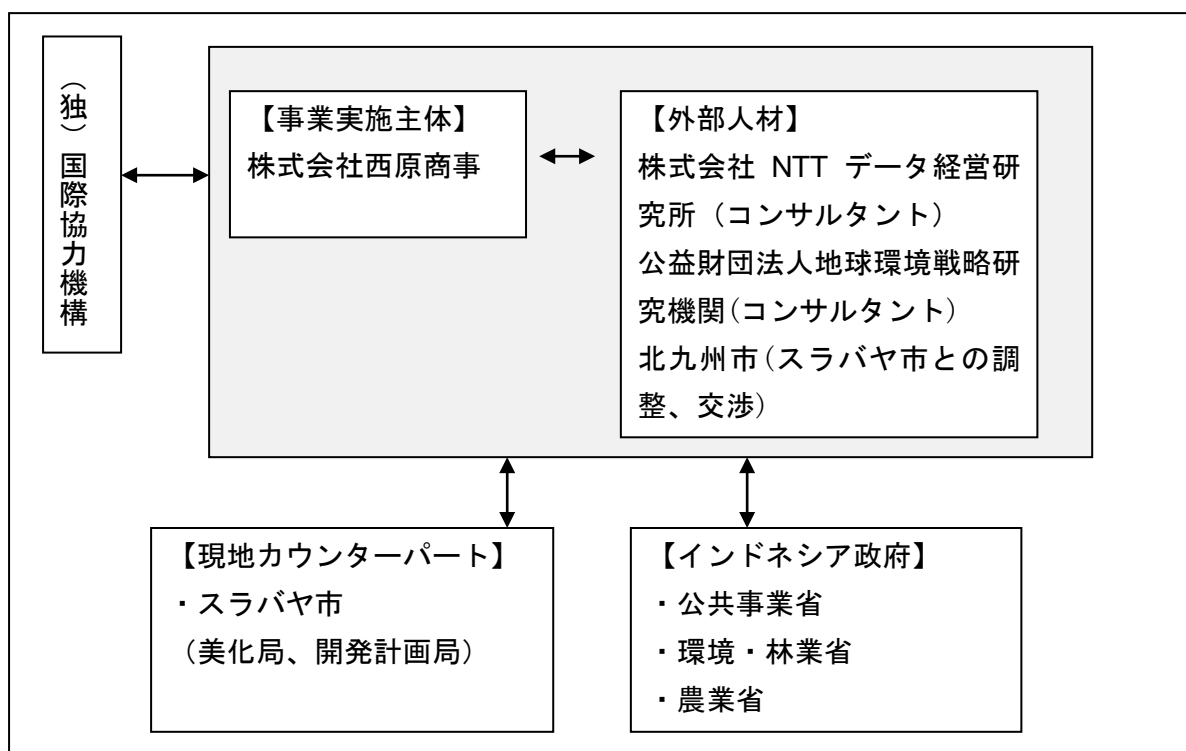 （独）国際協力機構
【事業実施主体】
株式会社西原商事
【外部人材】
株式会社 NTT データ経営研
究所（コンサルタント）
公益財団法人地球環境戦略研
究機関（コンサルタント）
北九州市（スラバヤ市との調
整、交渉）
【現地カウンターパート】
・スラバヤ市
（美化局、開発計画局）
【インドネシア政府】
・公共事業省
・環境・林業省
・農業省